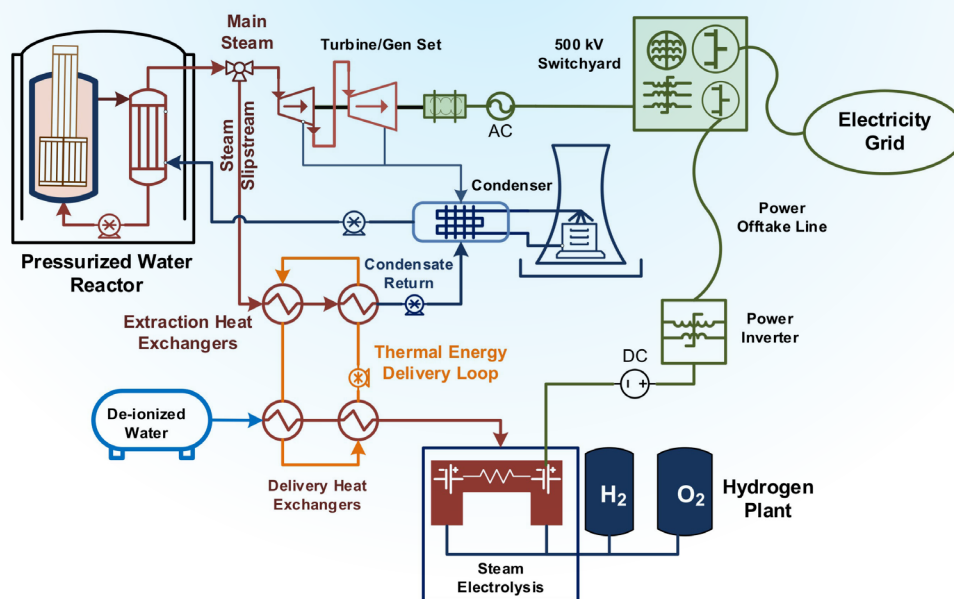 Main
Steam
Turbine/Gen Set
500 kV
Switchyard
AC
Electricity
Grid
Steam
Slipstream
Condenser
Power
Offtake Line
Pressurized Water
Reactor
Condensate
Return
Extraction Heat
Exchangers
Power
Inverter
Thermal Energy
Delivery Loop
DC
De-ionized
Water
Delivery Heat
Exchangers
H2
O2
Hydrogen
Plant
Steam
Electrolysis